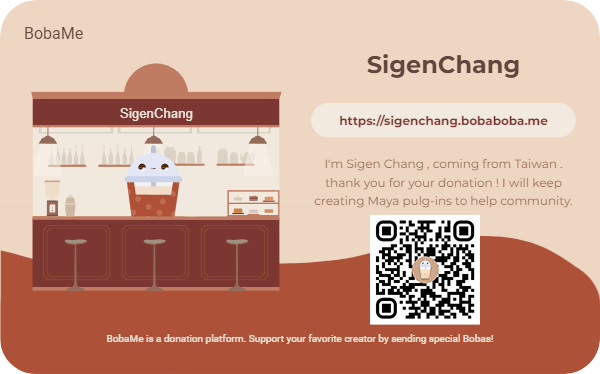 BobaMe
SigenChang
SigenChang
https://sigenchang.bobaboba.me
I'm Sigen Chang , coming from Taiwan .
thank you for your donation ! I will keep
creating Maya pulg-ins to help community.
BobaMe is a donation platform. Support your favorite creator by sending special Bobas!